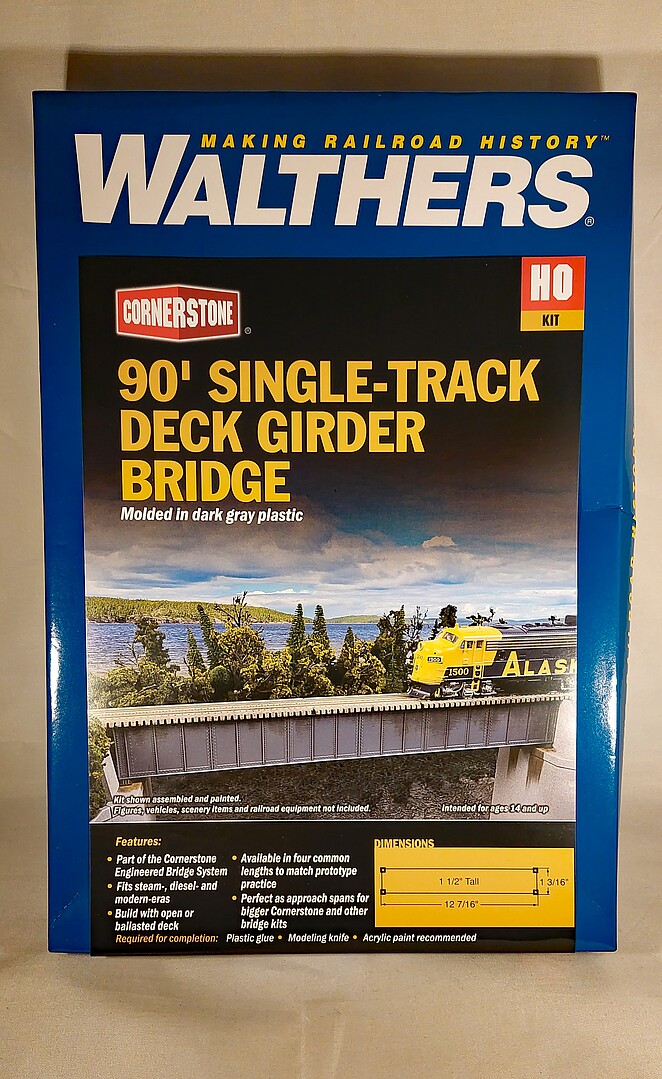 MAKING RAILROAD HISTORY™
WALTHERS®
CORNERSTONE®
HO
KIT
90' SINGLE-TRACK
DECK GIRDER
BRIDGE
Molded in dark gray plastic
1500
1500
ALASK
Kit shown assembled and painted.
Figures, vehicles, scenery items and railroad equipment not included.
Intended for ages 14 and up
Features:
• Part of the Cornerstone
Engineered Bridge System
• Fits steam-, diesel- and
modern-eras
• Build with open or
ballasted deck
• Available in four common
lengths to match prototype
practice
• Perfect as approach spans for
bigger Cornerstone and other
bridge kits
DIMENSIONS
1 1/2" Tall
1 3/16"
12 7/16"
Required for completion: Plastic glue • Modeling knife • Acrylic paint recommended